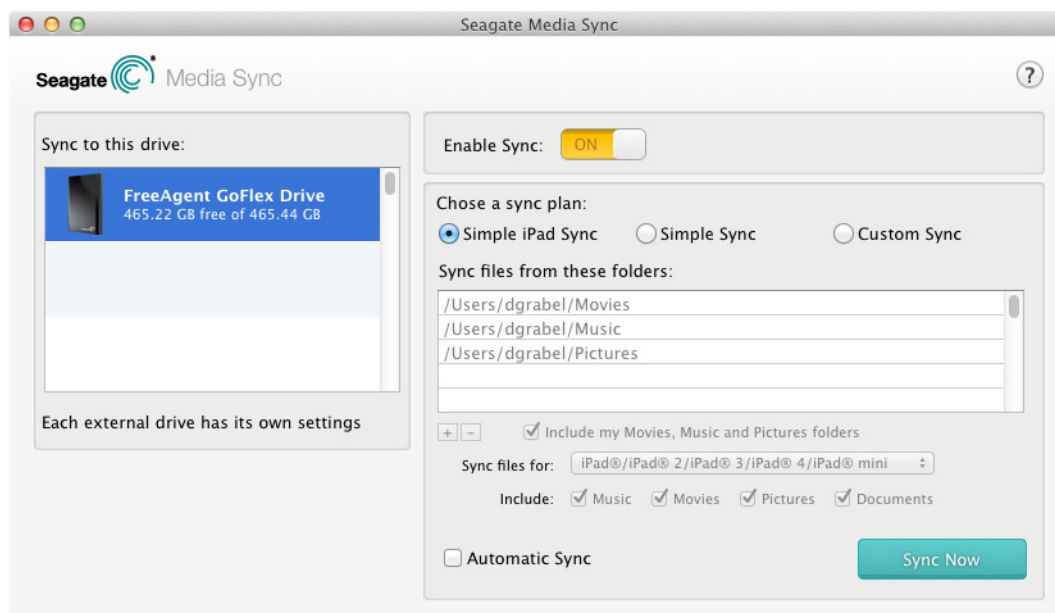 Seagate Media Sync
Seagate Media Sync
?
Sync to this drive:
FreeAgent GoFlex Drive
465.22 GB free of 465.44 GB
Each external drive has its own settings
Enable Sync: ON
Chose a sync plan:
Simple iPad Sync Simple Sync Custom Sync
Sync files from these folders:
/Users/dgrabel/Movies
/Users/dgrabel/Music
/Users/dgrabel/Pictures
+ - Include my Movies, Music and Pictures folders
Sync files for: iPad®/iPad® 2/iPad® 3/iPad® 4/iPad® mini
Include: Music Movies Pictures Documents
Automatic Sync Sync Now